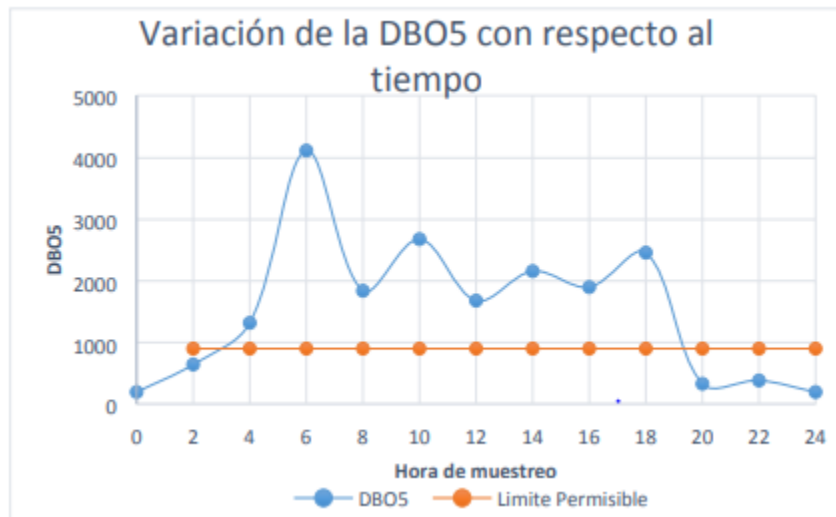 Variación de la DBO5 con respecto al
tiempo
5000
4000
3000
2000
1000
0
DBO5
0 2 4 6 8 10 12 14 16 18 20 22 24
Hora de muestreo
DBO5 Limite Permisible